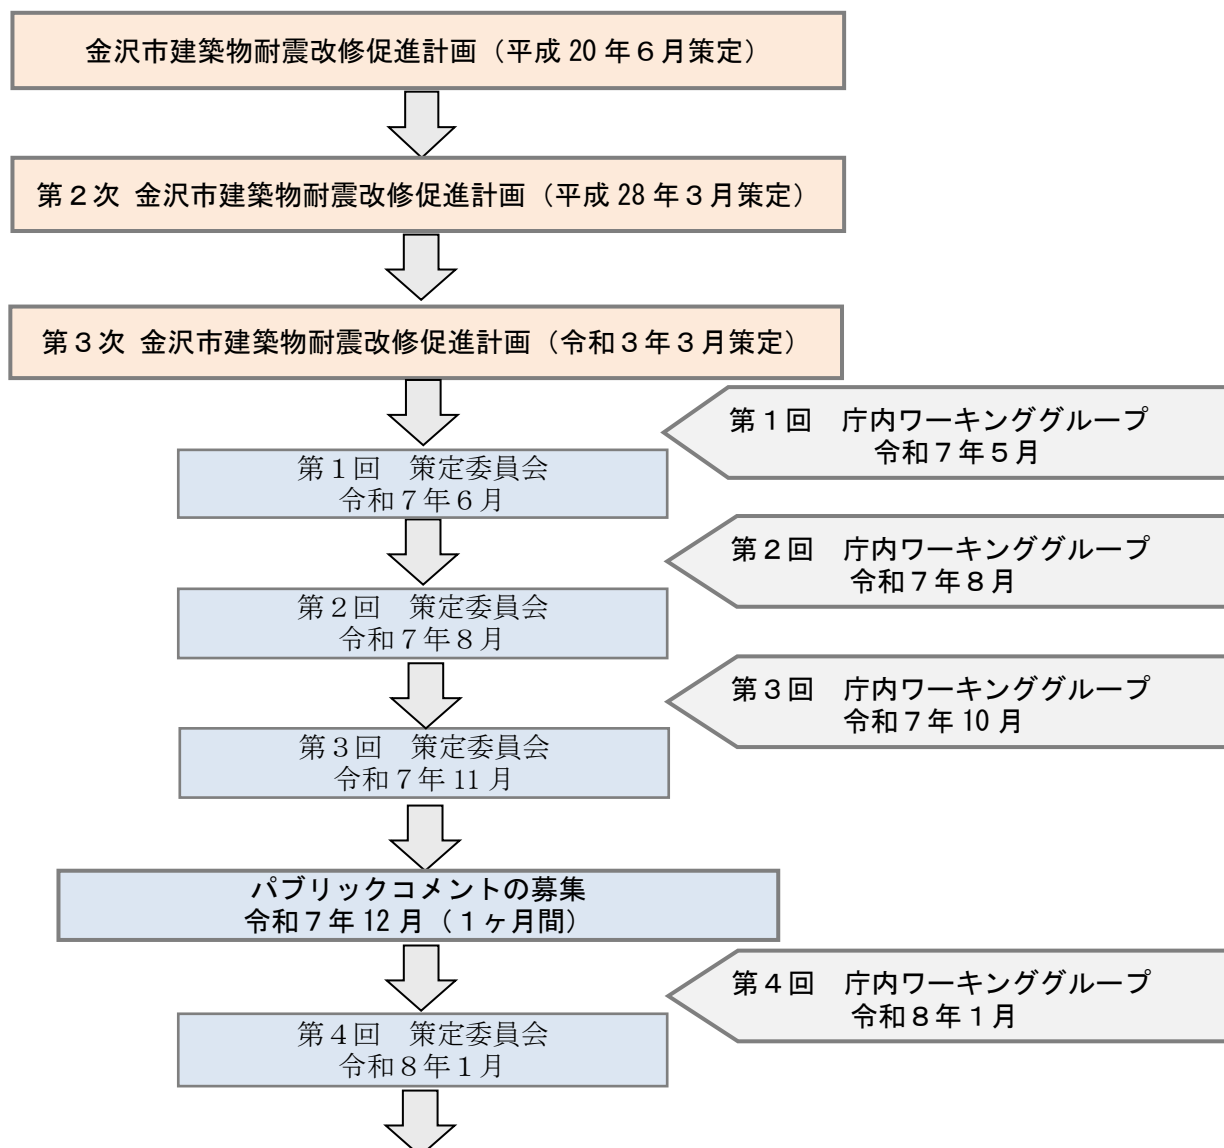 金沢市建築物耐震改修促進計画（平成 20 年６月策定）
第２次 金沢市建築物耐震改修促進計画（平成 28 年３月策定）
第３次 金沢市建築物耐震改修促進計画（令和３年３月策定）
第１回　庁内ワーキンググループ
令和７年５月
第１回　策定委員会
令和７年６月
第２回　庁内ワーキンググループ
令和７年８月
第２回　策定委員会
令和７年８月
第３回　庁内ワーキンググループ
令和７年 10 月
第３回　策定委員会
令和７年 11 月
パブリックコメントの募集
令和７年 12 月（１ヶ月間）
第４回　庁内ワーキンググループ
令和８年１月
第４回　策定委員会
令和８年１月